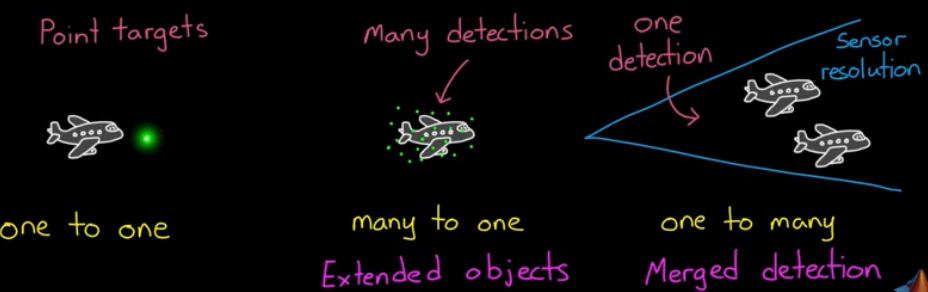 Point targets
one to one
Many detections
many to one
Extended objects
one
detection
Sensor
resolution
one to many
Merged detection